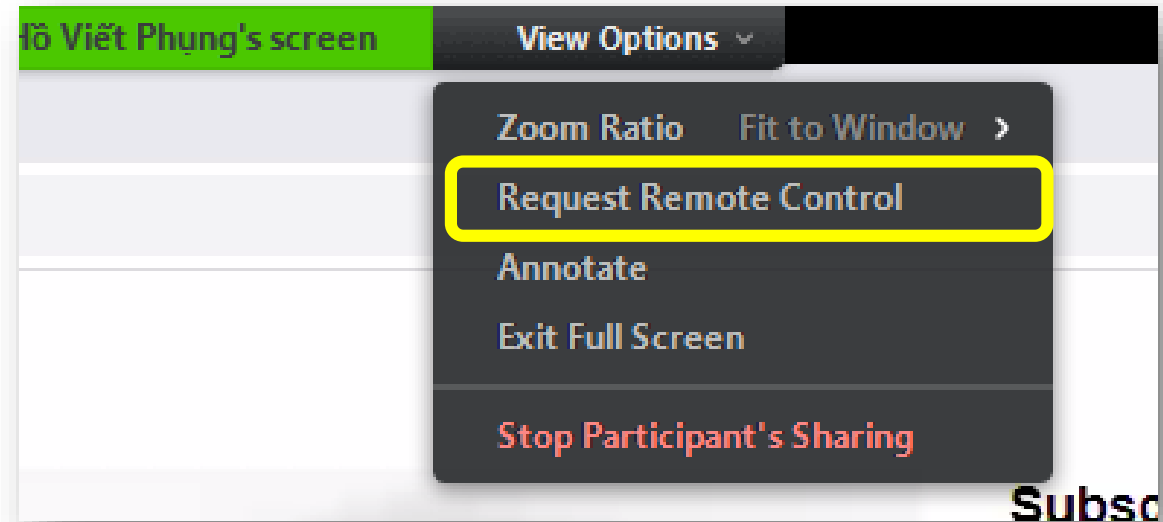 Hồ Viết Phụng's screen View Options
Zoom Ratio Fit to Window >
Request Remote Control
Annotate
Exit Full Screen
Stop Participant's Sharing